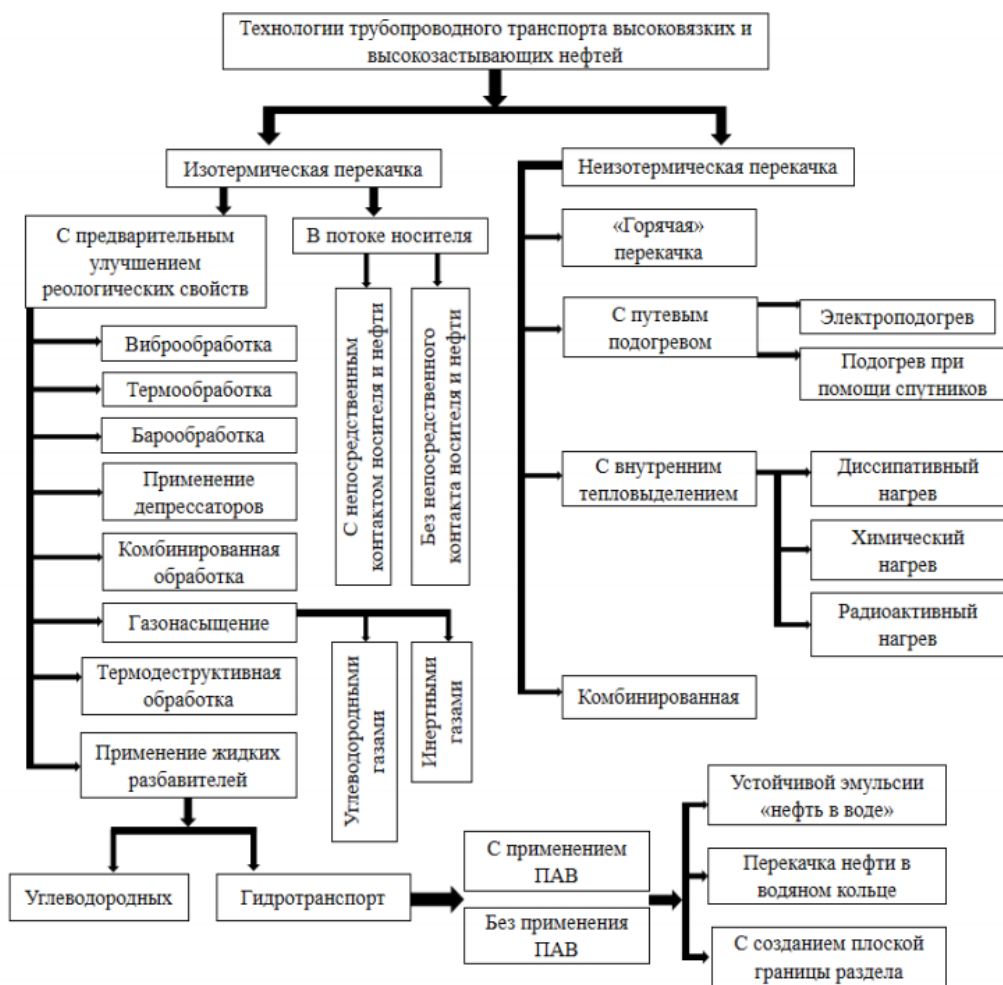 Технологии трубопроводного транспорта высоковязких и
высокозастывающих нефтей
Изотермическая перекачка
Неизотермическая перекачка
С предварительным
улучшением
реологических свойств
В потоке носителя
«Горячая»
перекачка
С непосредственным
контактом носителя и нефти
Без непосредственного
контакта носителя и нефти
С путевым
подогревом
Электроподогрев
Подогрев при
помощи спутников
Виброобработка
Термообработка
Барообработка
Применение
депрессаторов
Комбинированная
обработка
Газонасыщение
Термодеструктивная
обработка
Применение жидких
разбавителей
Углеводородными
газами
Инертными
газами
С внутренним
тепловыделением
Диссипативный
нагрев
Химический
нагрев
Радиоактивный
нагрев
Комбинированная
Углеводородных
Гидротранспорт
С применением
ПАВ
Без применения
ПАВ
Устойчивой эмульсии
«нефть в воде»
Перекачка нефти в
водяном кольце
С созданием плоской
границы раздела